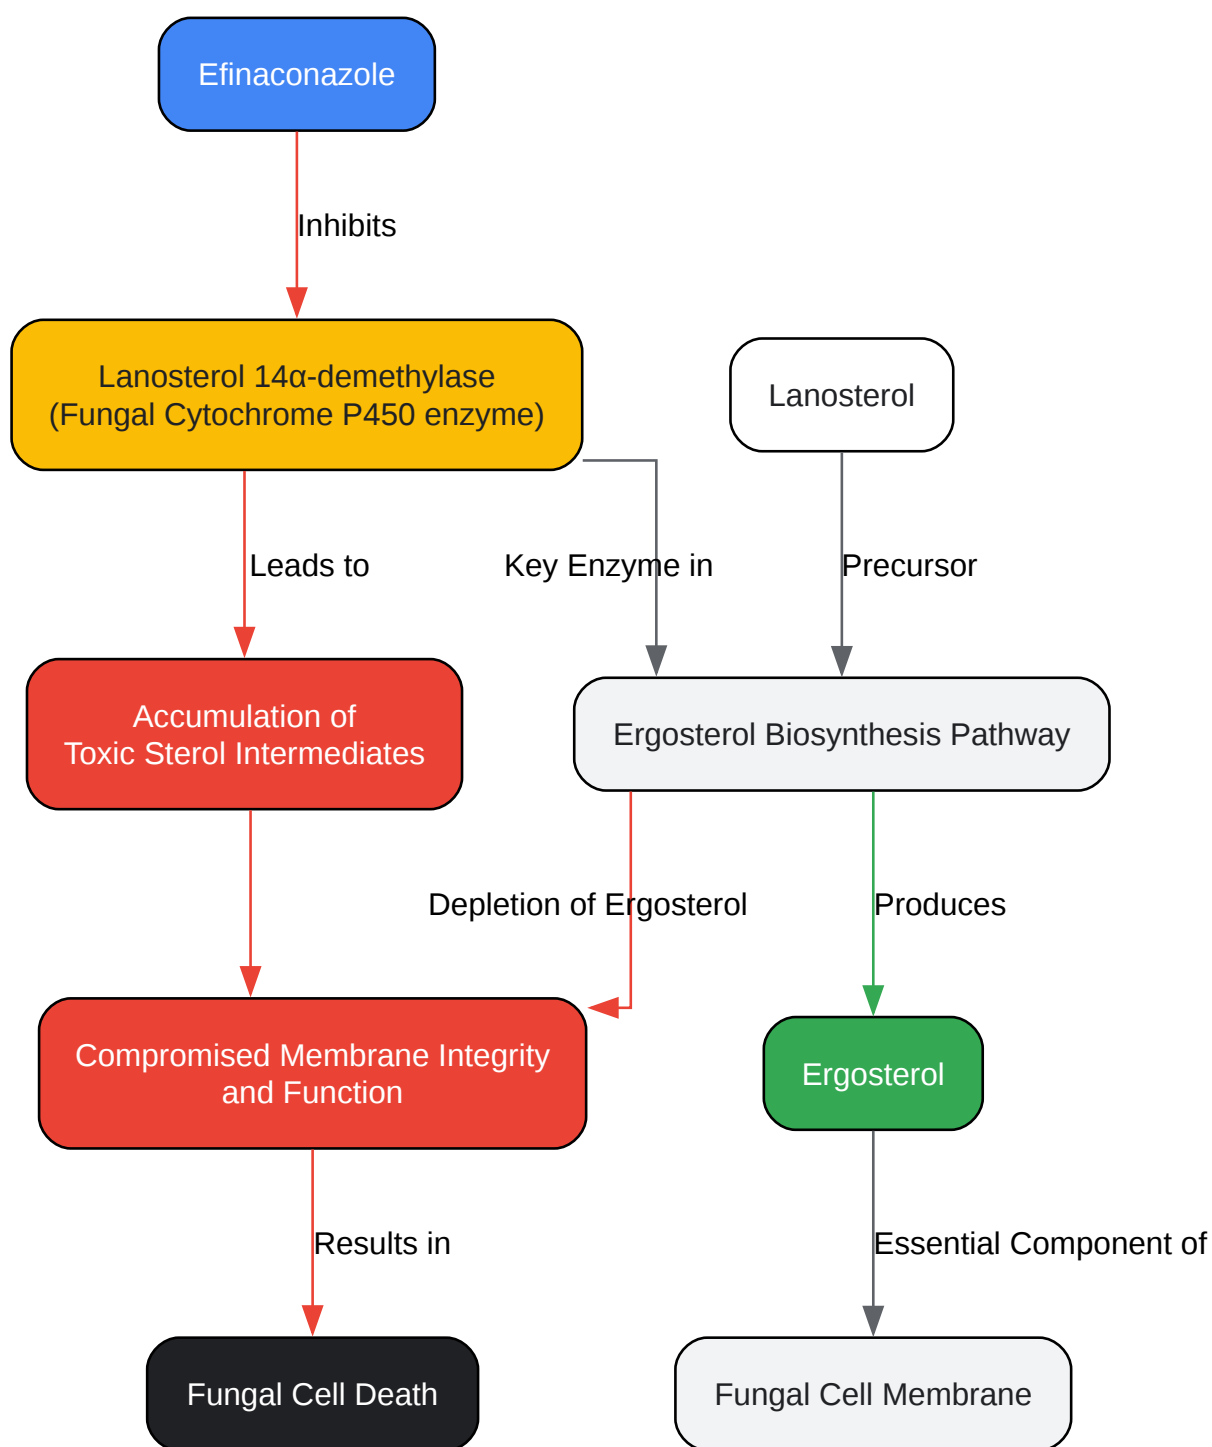 Efinaconazole
Inhibits
Lanosterol 14α-demethylase
(Fungal Cytochrome P450 enzyme)
Lanosterol
Leads to
Key Enzyme in
Precursor
Accumulation of
Toxic Sterol Intermediates
Ergosterol Biosynthesis Pathway
Depletion of Ergosterol
Produces
Compromised Membrane Integrity
and Function
Ergosterol
Results in
Essential Component of
Fungal Cell Death
Fungal Cell Membrane